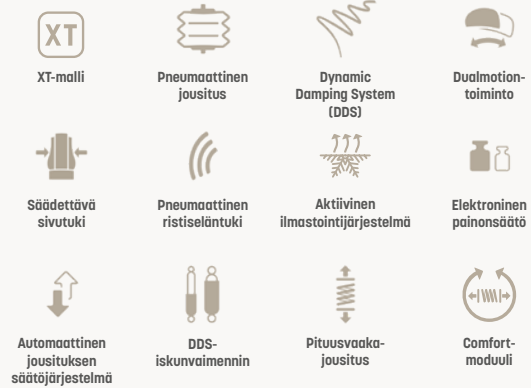 XT
XT-malli
Pneumaattinen
jousitus
Dynamic
Damping System
(DDS)
Dualmotion-
toiminto
Säädettävä
sivutuki
Pneumaattinen
ristiseläntuki
Aktiivinen
ilmastointijärjestelmä
Elektroninen
painonsäätö
Automaattinen
jousituksen
säätöjärjestelmä
DDS-
iskunvaimennin
Pituusvaaka-
jousitus
Comfort-
moduuli